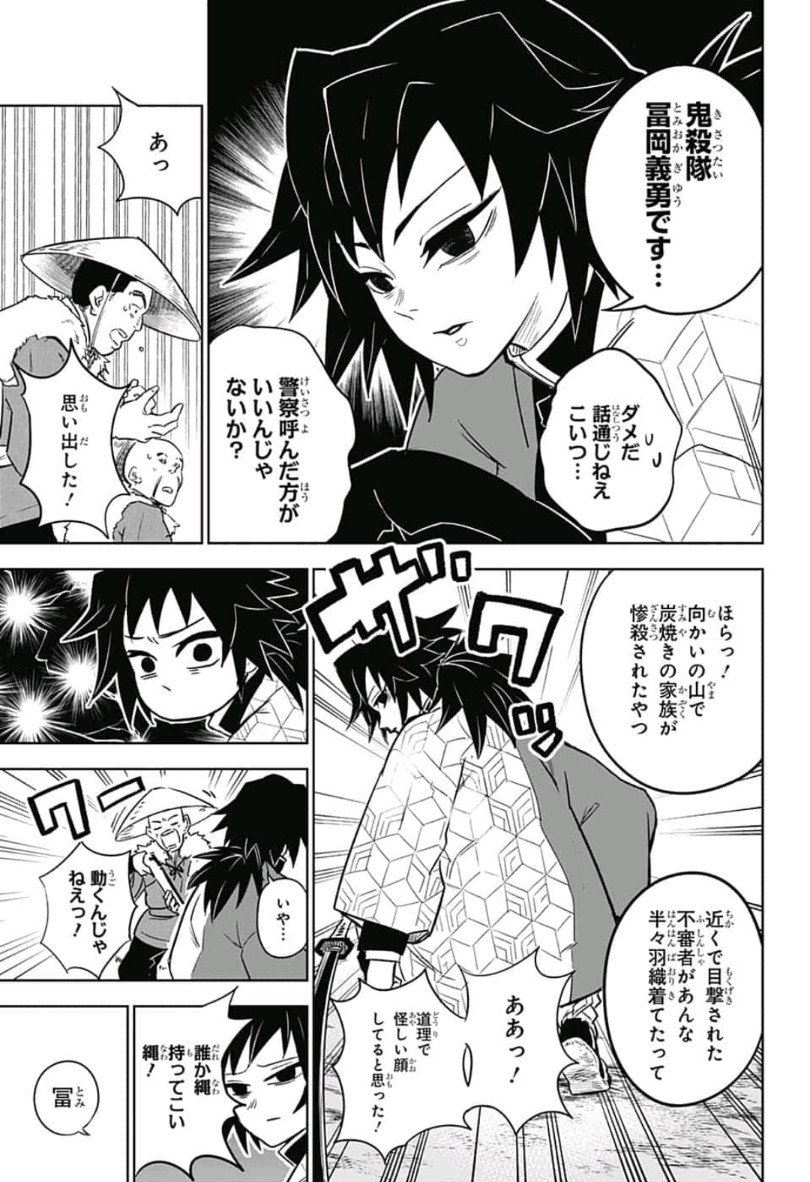 鬼殺隊
冨岡義勇です…
ダメだ
話通じねえ
こいつ…
警察呼んだ方が
いいんじゃ
ないか?
あっ
思い出した!
ほらっ!
向かいの山で
炭焼きの家族が
惨殺されたやつ
近くで目撃された
不審者があんな
半々羽織着てたって
ザッ
ああ!
道理で
怪しい顔
してると思った!
いや…
動くんじゃ
ねえっ!
誰か縄
持ってこい
縄!
冨